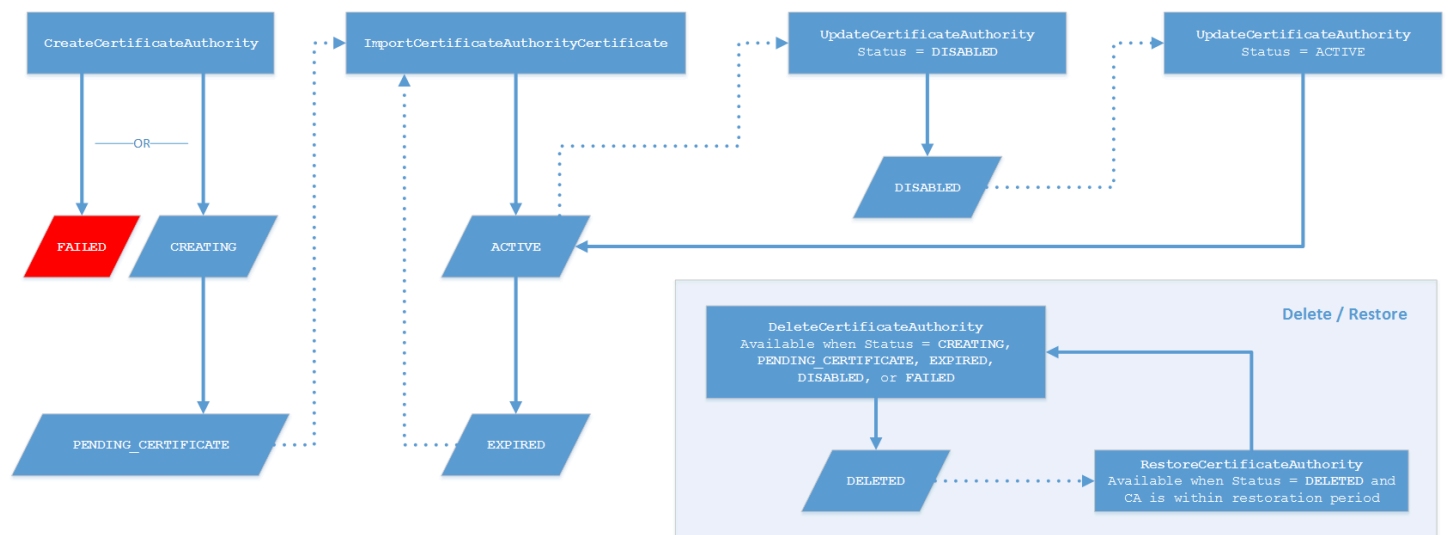 CreateCertificateAuthority
ImportCertificateAuthorityCertificate
UpdateCertificateAuthority
Status = DISABLED
UpdateCertificateAuthority
Status = ACTIVE
OR
DISABLED
FAILED
CREATING
ACTIVE
Delete / Restore
DeleteCertificateAuthority
Available when Status = CREATING,
PENDING_CERTIFICATE, EXPIRED,
DISABLED, or FAILED
PENDING_CERTIFICATE
EXPIRED
DELETED
RestoreCertificateAuthority
Available when Status = DELETED and
CA is within restoration period